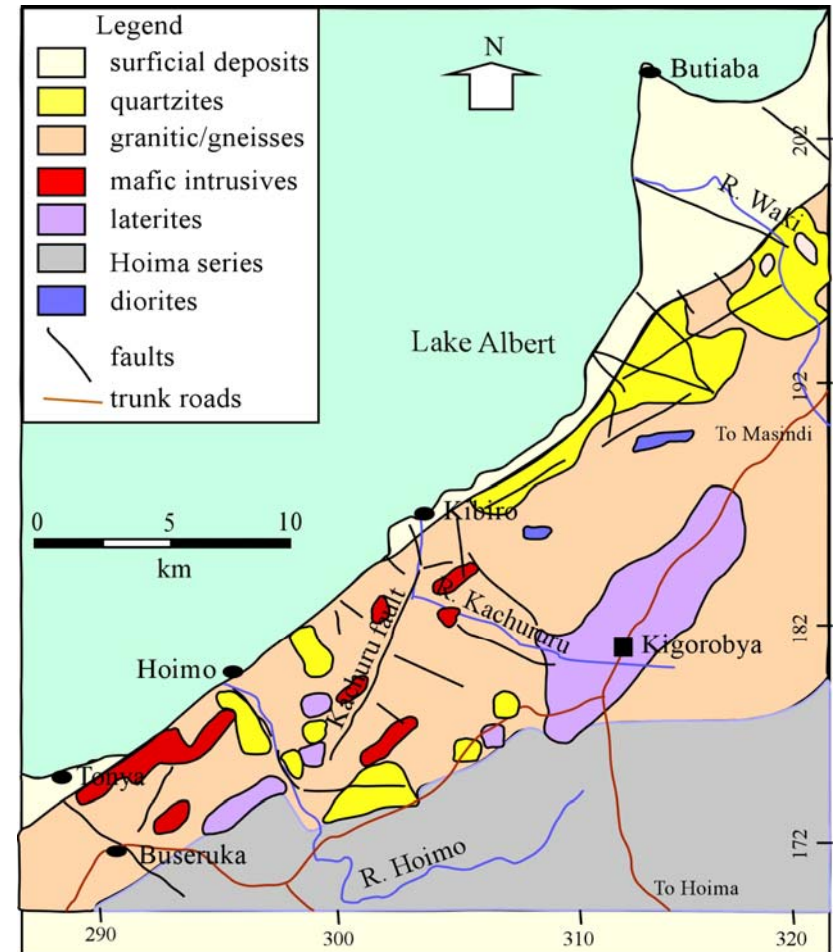 Legend
surficial deposits
quartzites
granitic/gneisses
mafic intrusives
laterites
Hoima series
diorites
faults
trunk roads
N
Butiaba
202
R. Waki
Lake Albert
192
To Masindi
0 5 10
km
Kibiro
R. Kachururu
182
Kigorobya
Kachuru fault
Hoimo
Tonya
Buseruka
172
R. Hoimo
To Hoima
290 300 310 320